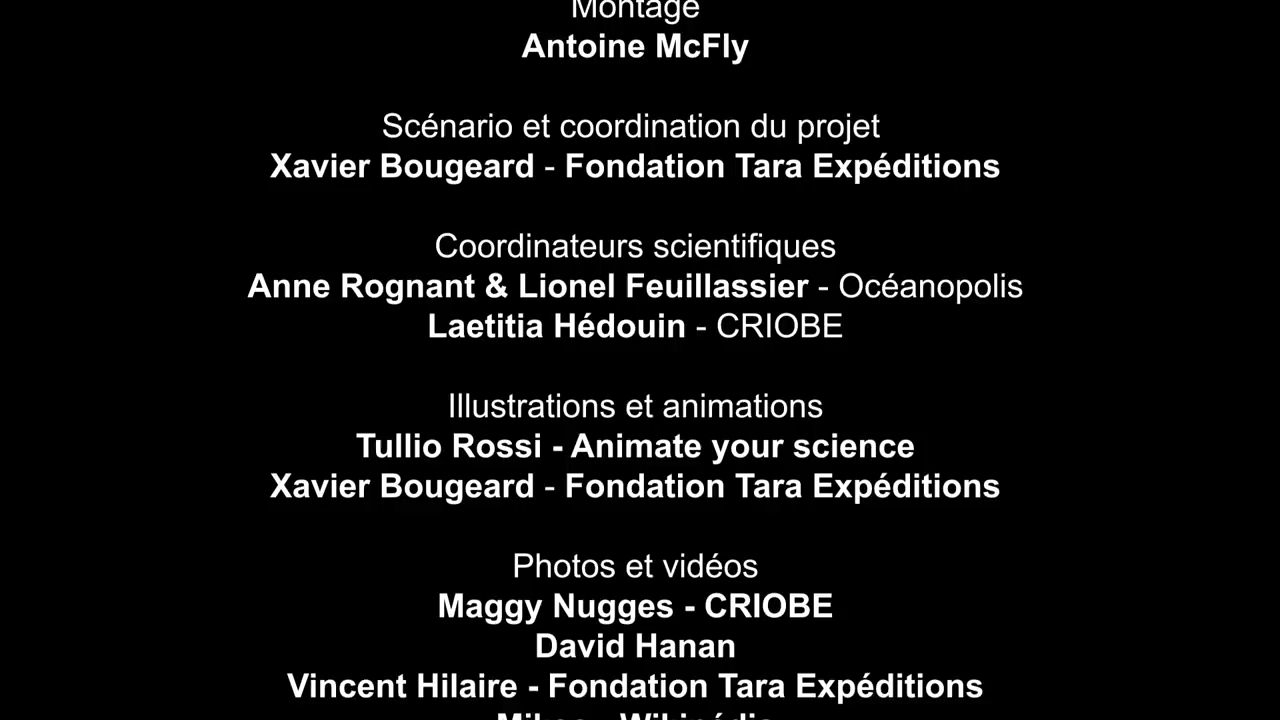 Montage
Antoine McFly
Scénario et coordination du projet
Xavier Bougeard - Fondation Tara Expéditions
Coordinateurs scientifiques
Anne Rognant & Lionel Feuillassier - Océanopolis
Laetitia Hédouin - CRIOBE
Illustrations et animations
Tullio Rossi - Animate your science
Xavier Bougeard - Fondation Tara Expéditions
Photos et vidéos
Maggy Nugges - CRIOBE
David Hanan
Vincent Hilaire - Fondation Tara Expéditions
- Wikipédia